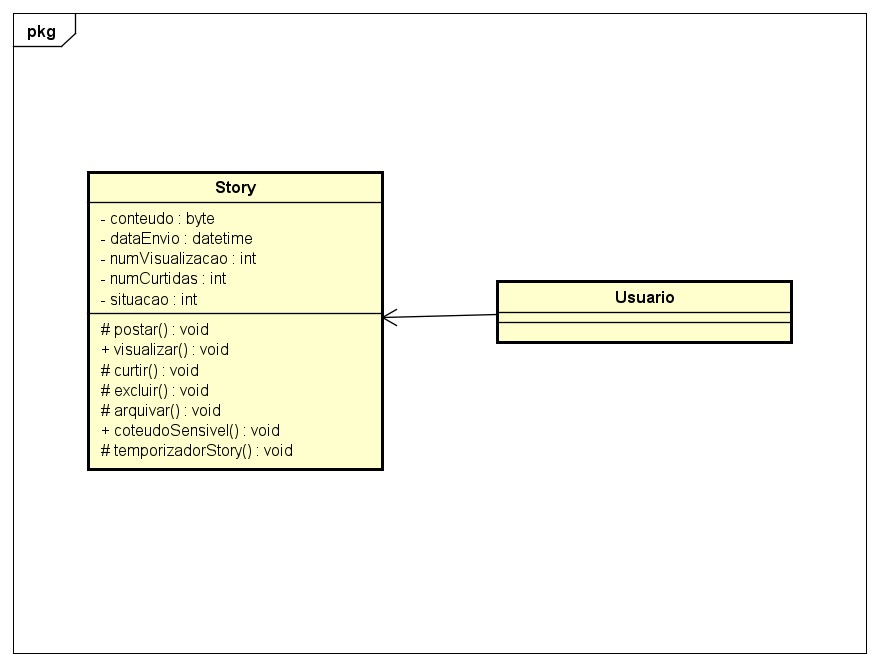 pkg
Story
- conteudo : byte
- dataEnvio : datetime
- numVisualizacao : int
- numCurtidas : int
- situacao : int
# postar() : void
+ visualizar() : void
# curtir() : void
# excluir() : void
# arquivar() : void
+ coteudoSensivel() : void
# temporizadorStory() : void
Usuario